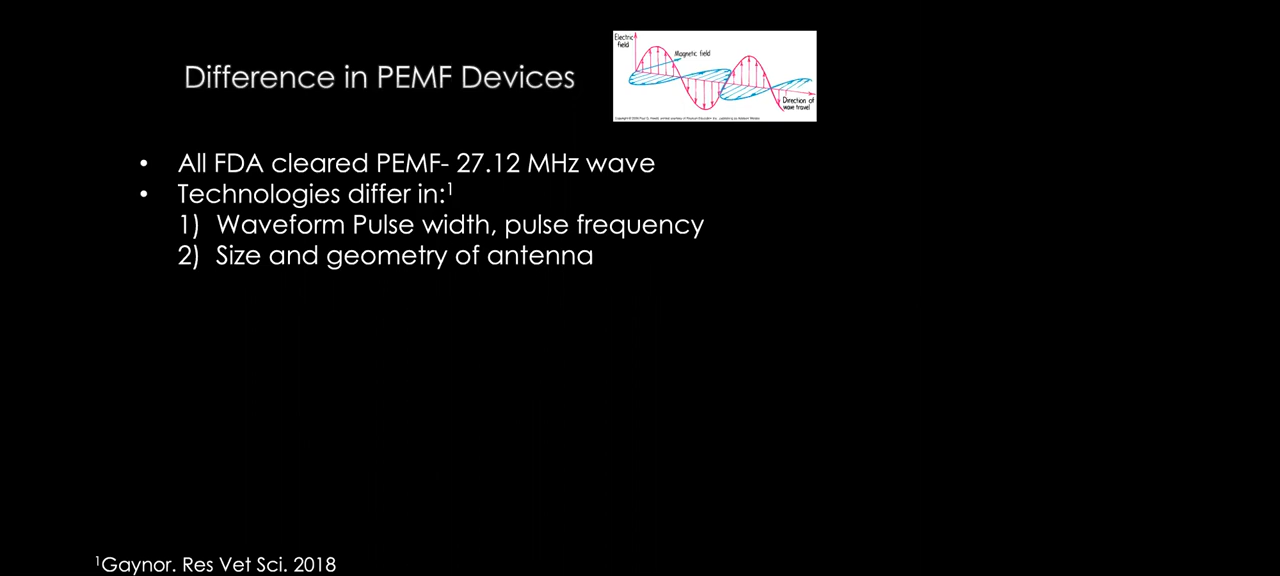 Electric
field
Magnetic field
Direction of
wave travel
Difference in PEMF Devices
• All FDA cleared PEMF- 27.12 MHz wave
• Technologies differ in:¹
1) Waveform Pulse width, pulse frequency
2) Size and geometry of antenna
¹Gaynor. Res Vet Sci. 2018